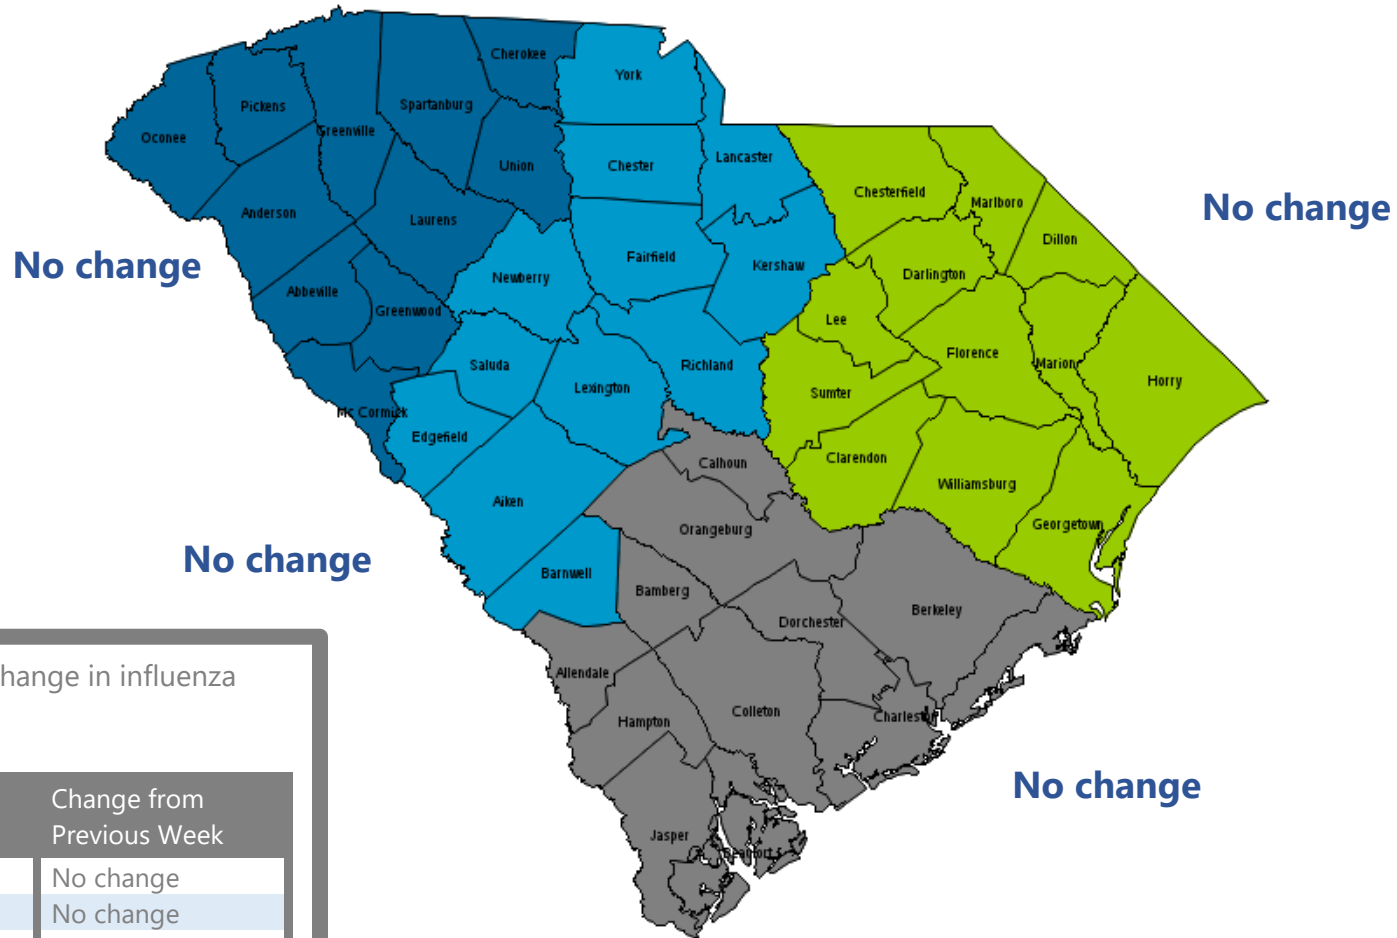 Cherokee
York
Pickens
Spartanburg
Greenville
Oconee
Union
Chester
Lancaster
Chesterfield
Marlboro
No change
Anderson
Laurens
Dillon
No change
Newberry
Fairfield
Kershaw
Darlington
Abbeville
Greenwood
Lee
Saluda
Richland
Florence
Marion
Horry
Lexington
Sumter
Mc Cormick
Edgefield
Calhoun
Clarendon
Williamsburg
Aiken
Orangeburg
Georgetown
No change
Barnwell
Bamberg
Berkeley
Dorchester
Allendale
hange in influenza
Hampton
Colleton
Charleston
No change
Change from
Previous Week
Jasper
Beaufort
No change
No change